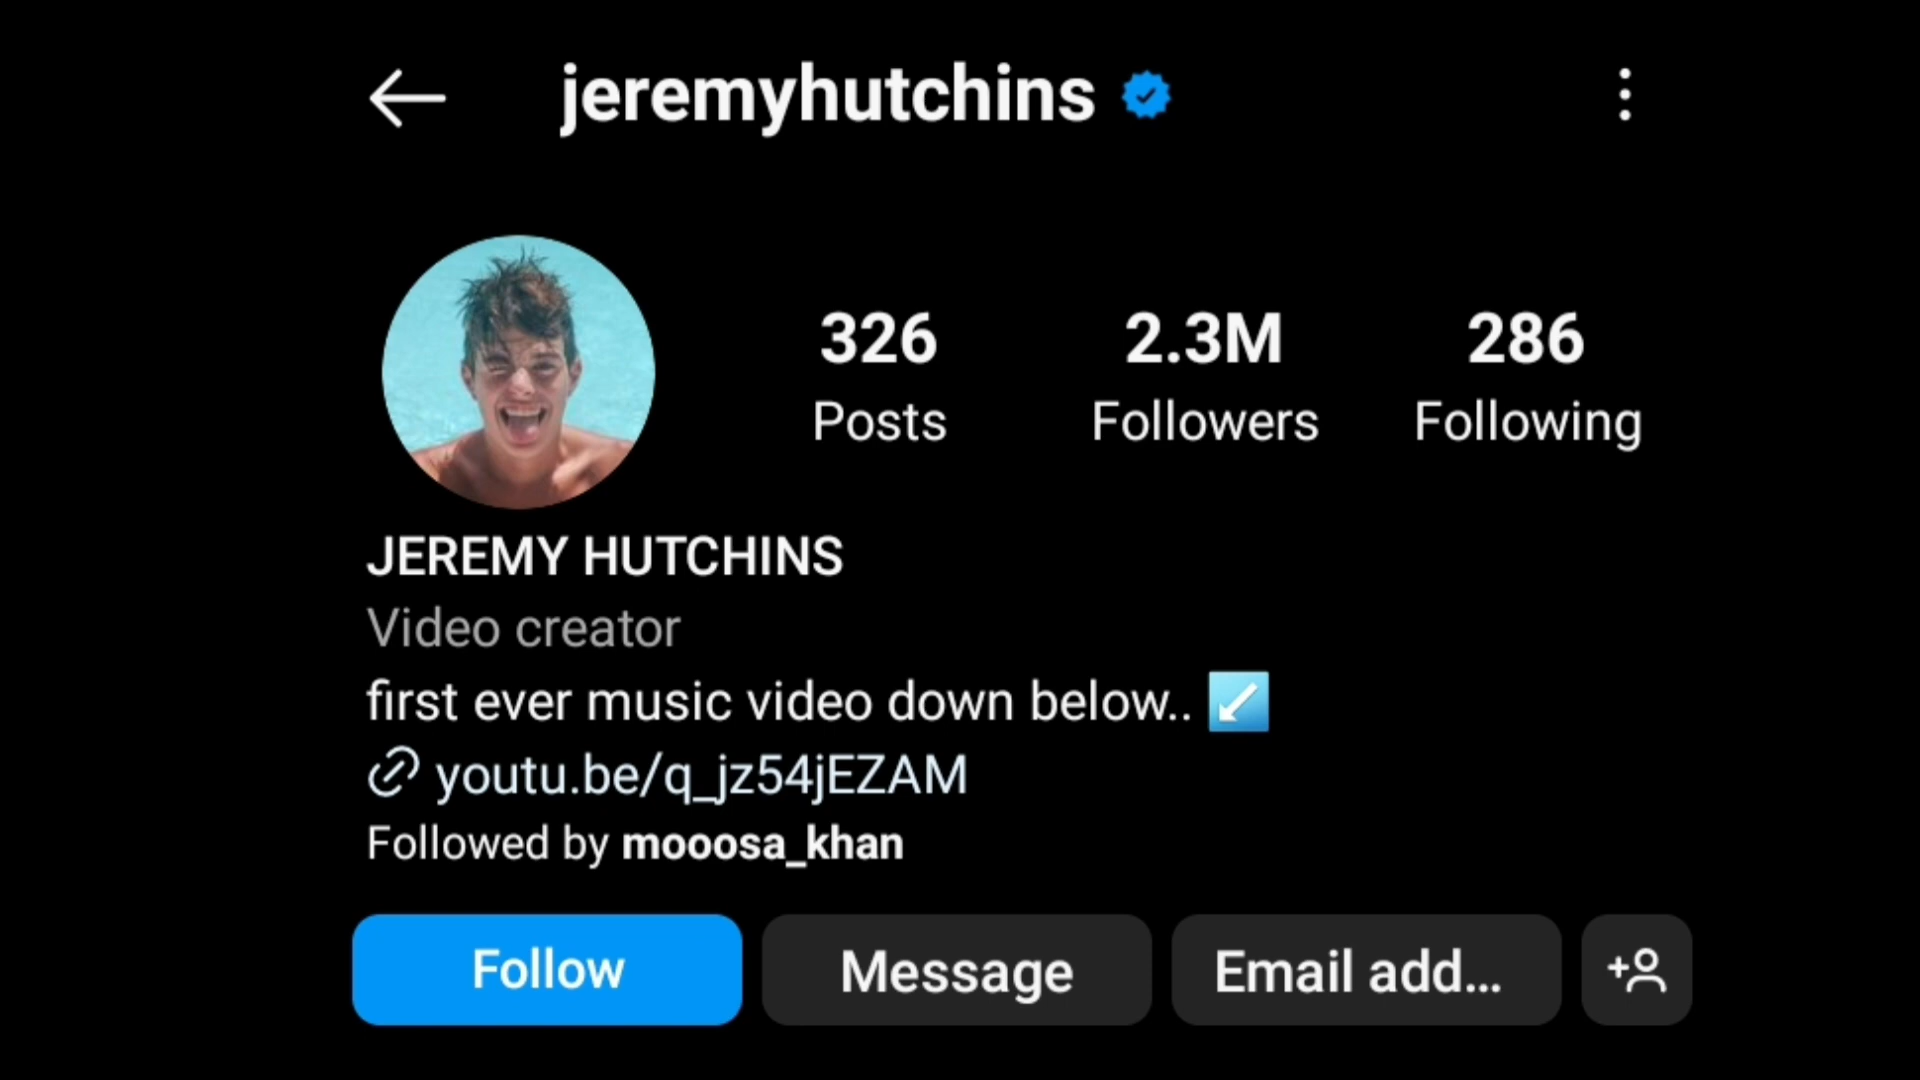 jeremyhutchins
326 2.3M 286
Posts Followers Following
JEREMY HUTCHINS
Video creator
first ever music video down below.. ↙️
youtu.be/q_jz54jEZAM
Followed by mooosa_khan
Follow Message Email add...